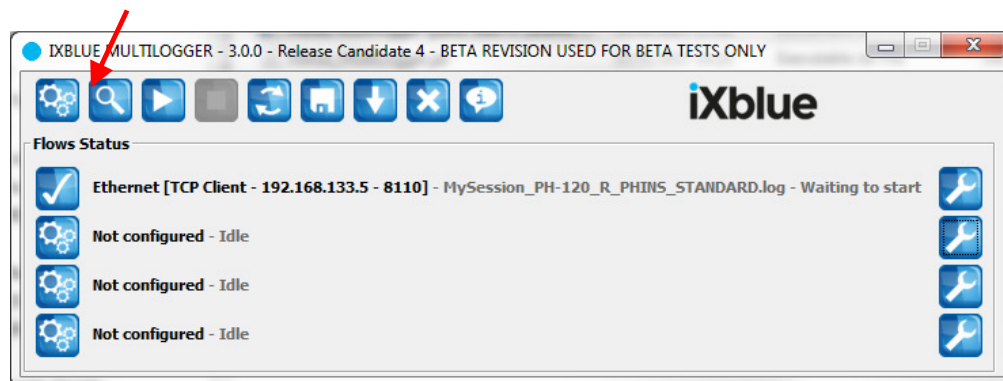 IXBLUE MULTILOGGER - 3.0.0 - Release Candidate 4 - BETA REVISION USED FOR BETA TESTS ONLY
iXblue
Flows Status
Ethernet [TCP Client - 192.168.133.5 - 8110] - MySession_PH-120_R_PHINS_STANDARD.log - Waiting to start
Not configured - Idle
Not configured - Idle
Not configured - Idle